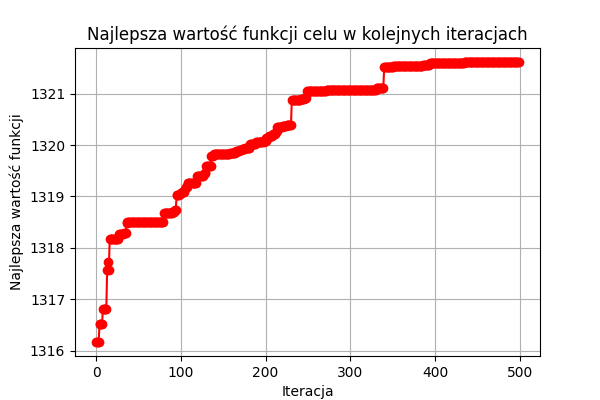 Najlepsza wartość funkcji celu w kolejnych iteracjach
Najlepsza wartość funkcji
1321
1320
1319
1318
1317
1316
0 100 200 300 400 500
Iteracja